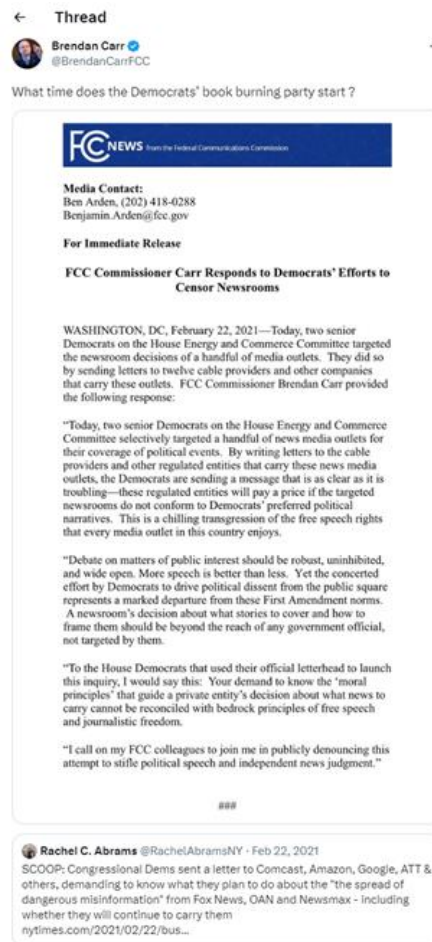 Thread
Brendan Carr
@BrendanCarrFCC
What time does the Democrats' book burning party start ?
FC NEWS from the Federal Communications Commission
Media Contact:
Ben Arden, (202) 418-0288
Benjamin.Arden@fcc.gov
For Immediate Release
FCC Commissioner Carr Responds to Democrats' Efforts to
Censor Newsrooms
WASHINGTON, DC, February 22, 2021—Today, two senior
Democrats on the House Energy and Commerce Committee targeted
the newsroom decisions of a handful of media outlets. They did so
by sending letters to twelve cable providers and other companies
that carry these outlets. FCC Commissioner Brendan Carr provided
the following response:
"Today, two senior Democrats on the House Energy and Commerce
Committee selectively targeted a handful of news media outlets for
their coverage of political events. By writing letters to the cable
providers and other regulated entities that carry these news media
outlets, the Democrats are sending a message that is as clear as it is
troubling—these regulated entities will pay a price if the targeted
newsrooms do not conform to Democrats' preferred political
narratives. This is a chilling transgression of the free speech rights
that every media outlet in this country enjoys.
"Debate on matters of public interest should be robust, uninhibited,
and wide open. More speech is better than less. Yet the concerted
effort by Democrats to drive political dissent from the public square
represents a marked departure from these First Amendment norms.
A newsroom's decision about what stories to cover and how to
frame them should be beyond the reach of any government official,
not targeted by them.
"To the House Democrats that used their official letterhead to launch
this inquiry, I would say this: Your demand to know the 'moral
principles' that guide a private entity's decision about what news to
carry cannot be reconciled with bedrock principles of free speech
and journalistic freedom.
"I call on my FCC colleagues to join me in publicly denouncing this
attempt to stifle political speech and independent news judgment."
###
Rachel C. Abrams @RachelAbramsNY · Feb 22, 2021
SCOOP: Congressional Dems sent a letter to Comcast, Amazon, Google, ATT &
others, demanding to know what they plan to do about the "the spread of
dangerous misinformation" from Fox News, OAN and Newsmax - including
whether they will continue to carry them
nytimes.com/2021/02/22/bus...